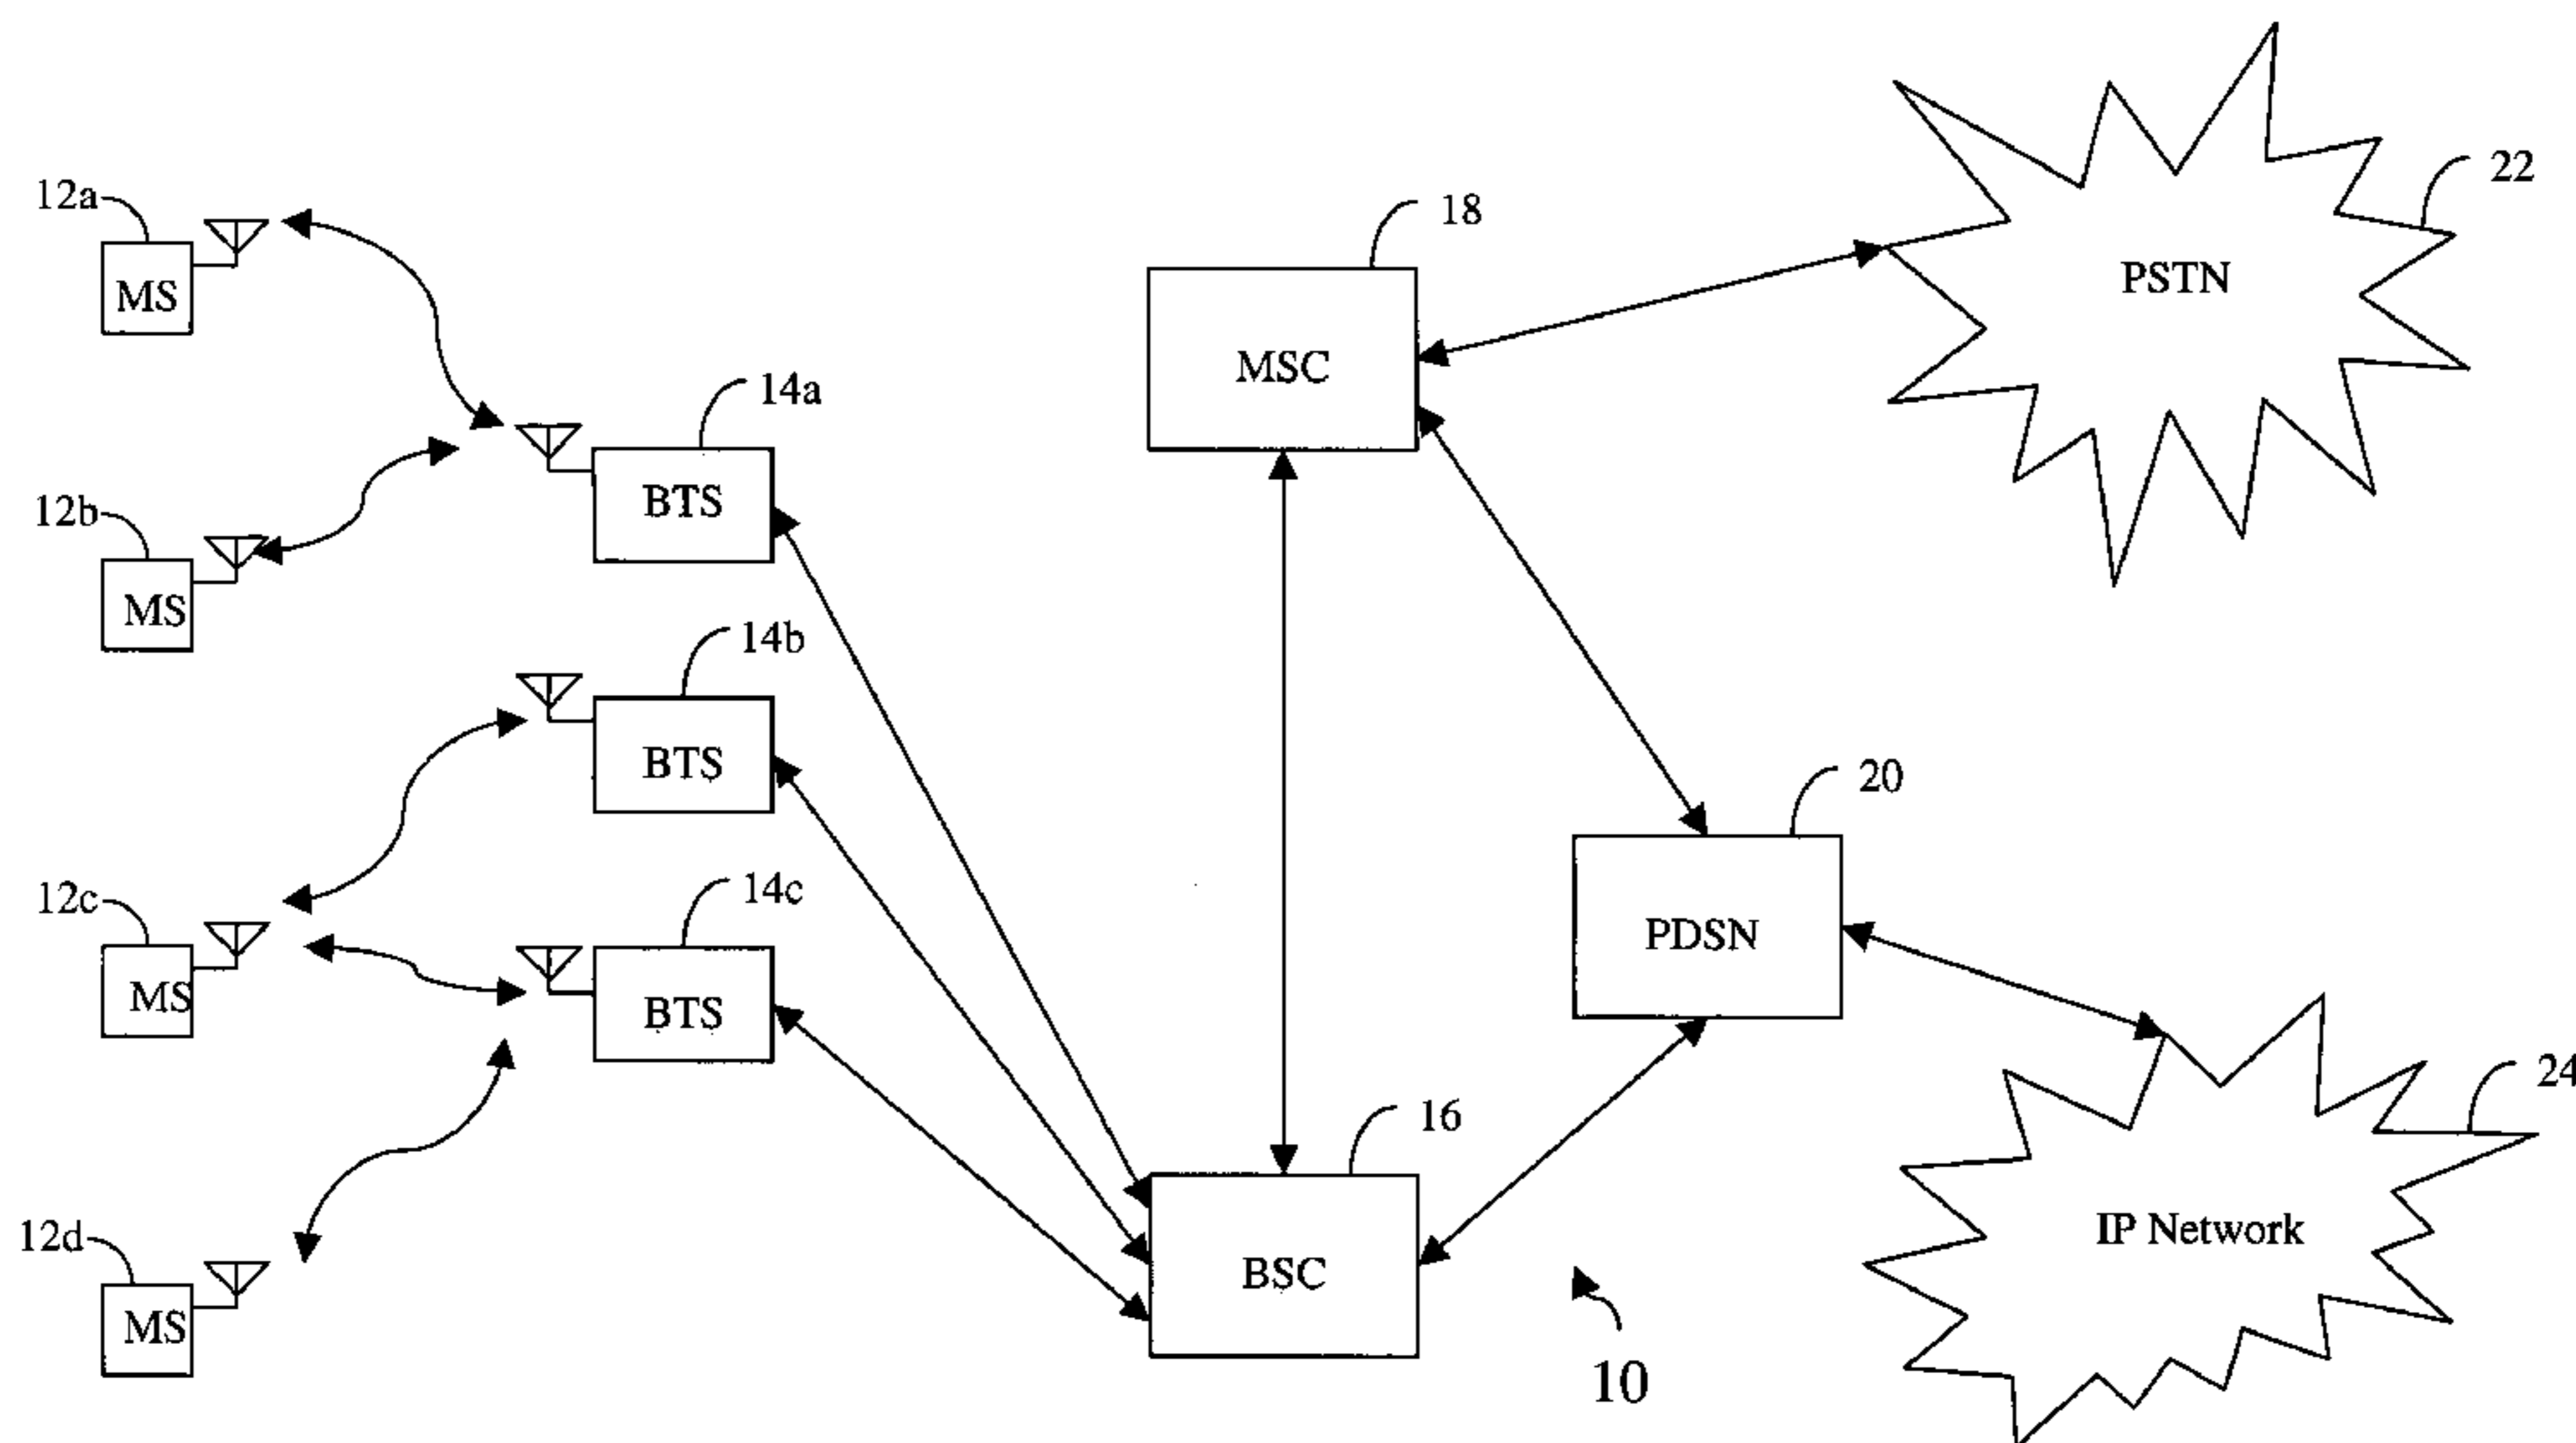 12a
MS
12b
MS
12c
MS
12d
MS
14a
BTS
14b
BTS
14c
BTS
18
MSC
16
BSC
20
PDSN
22
PSTN
24
IP Network
10